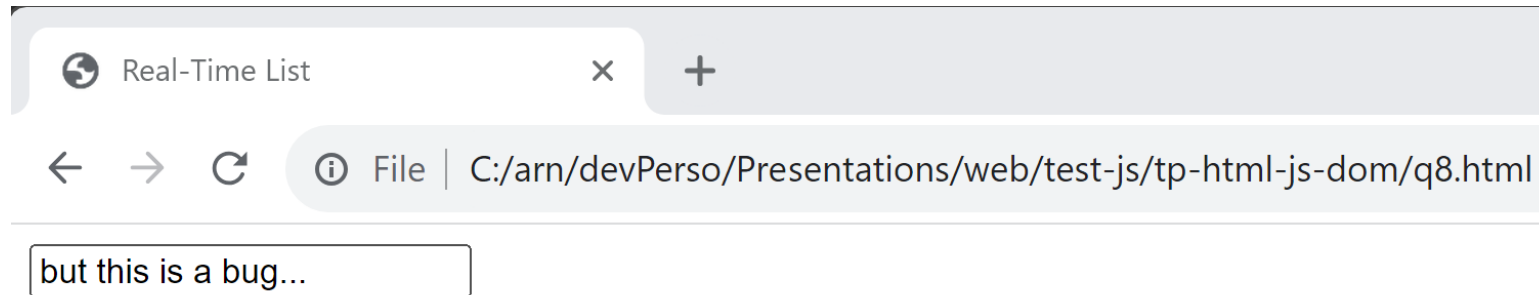 Real-Time List
File C:/arn/devPerso/Presentations/web/test-js/tp-html-js-dom/q8.html
but this is a bug...